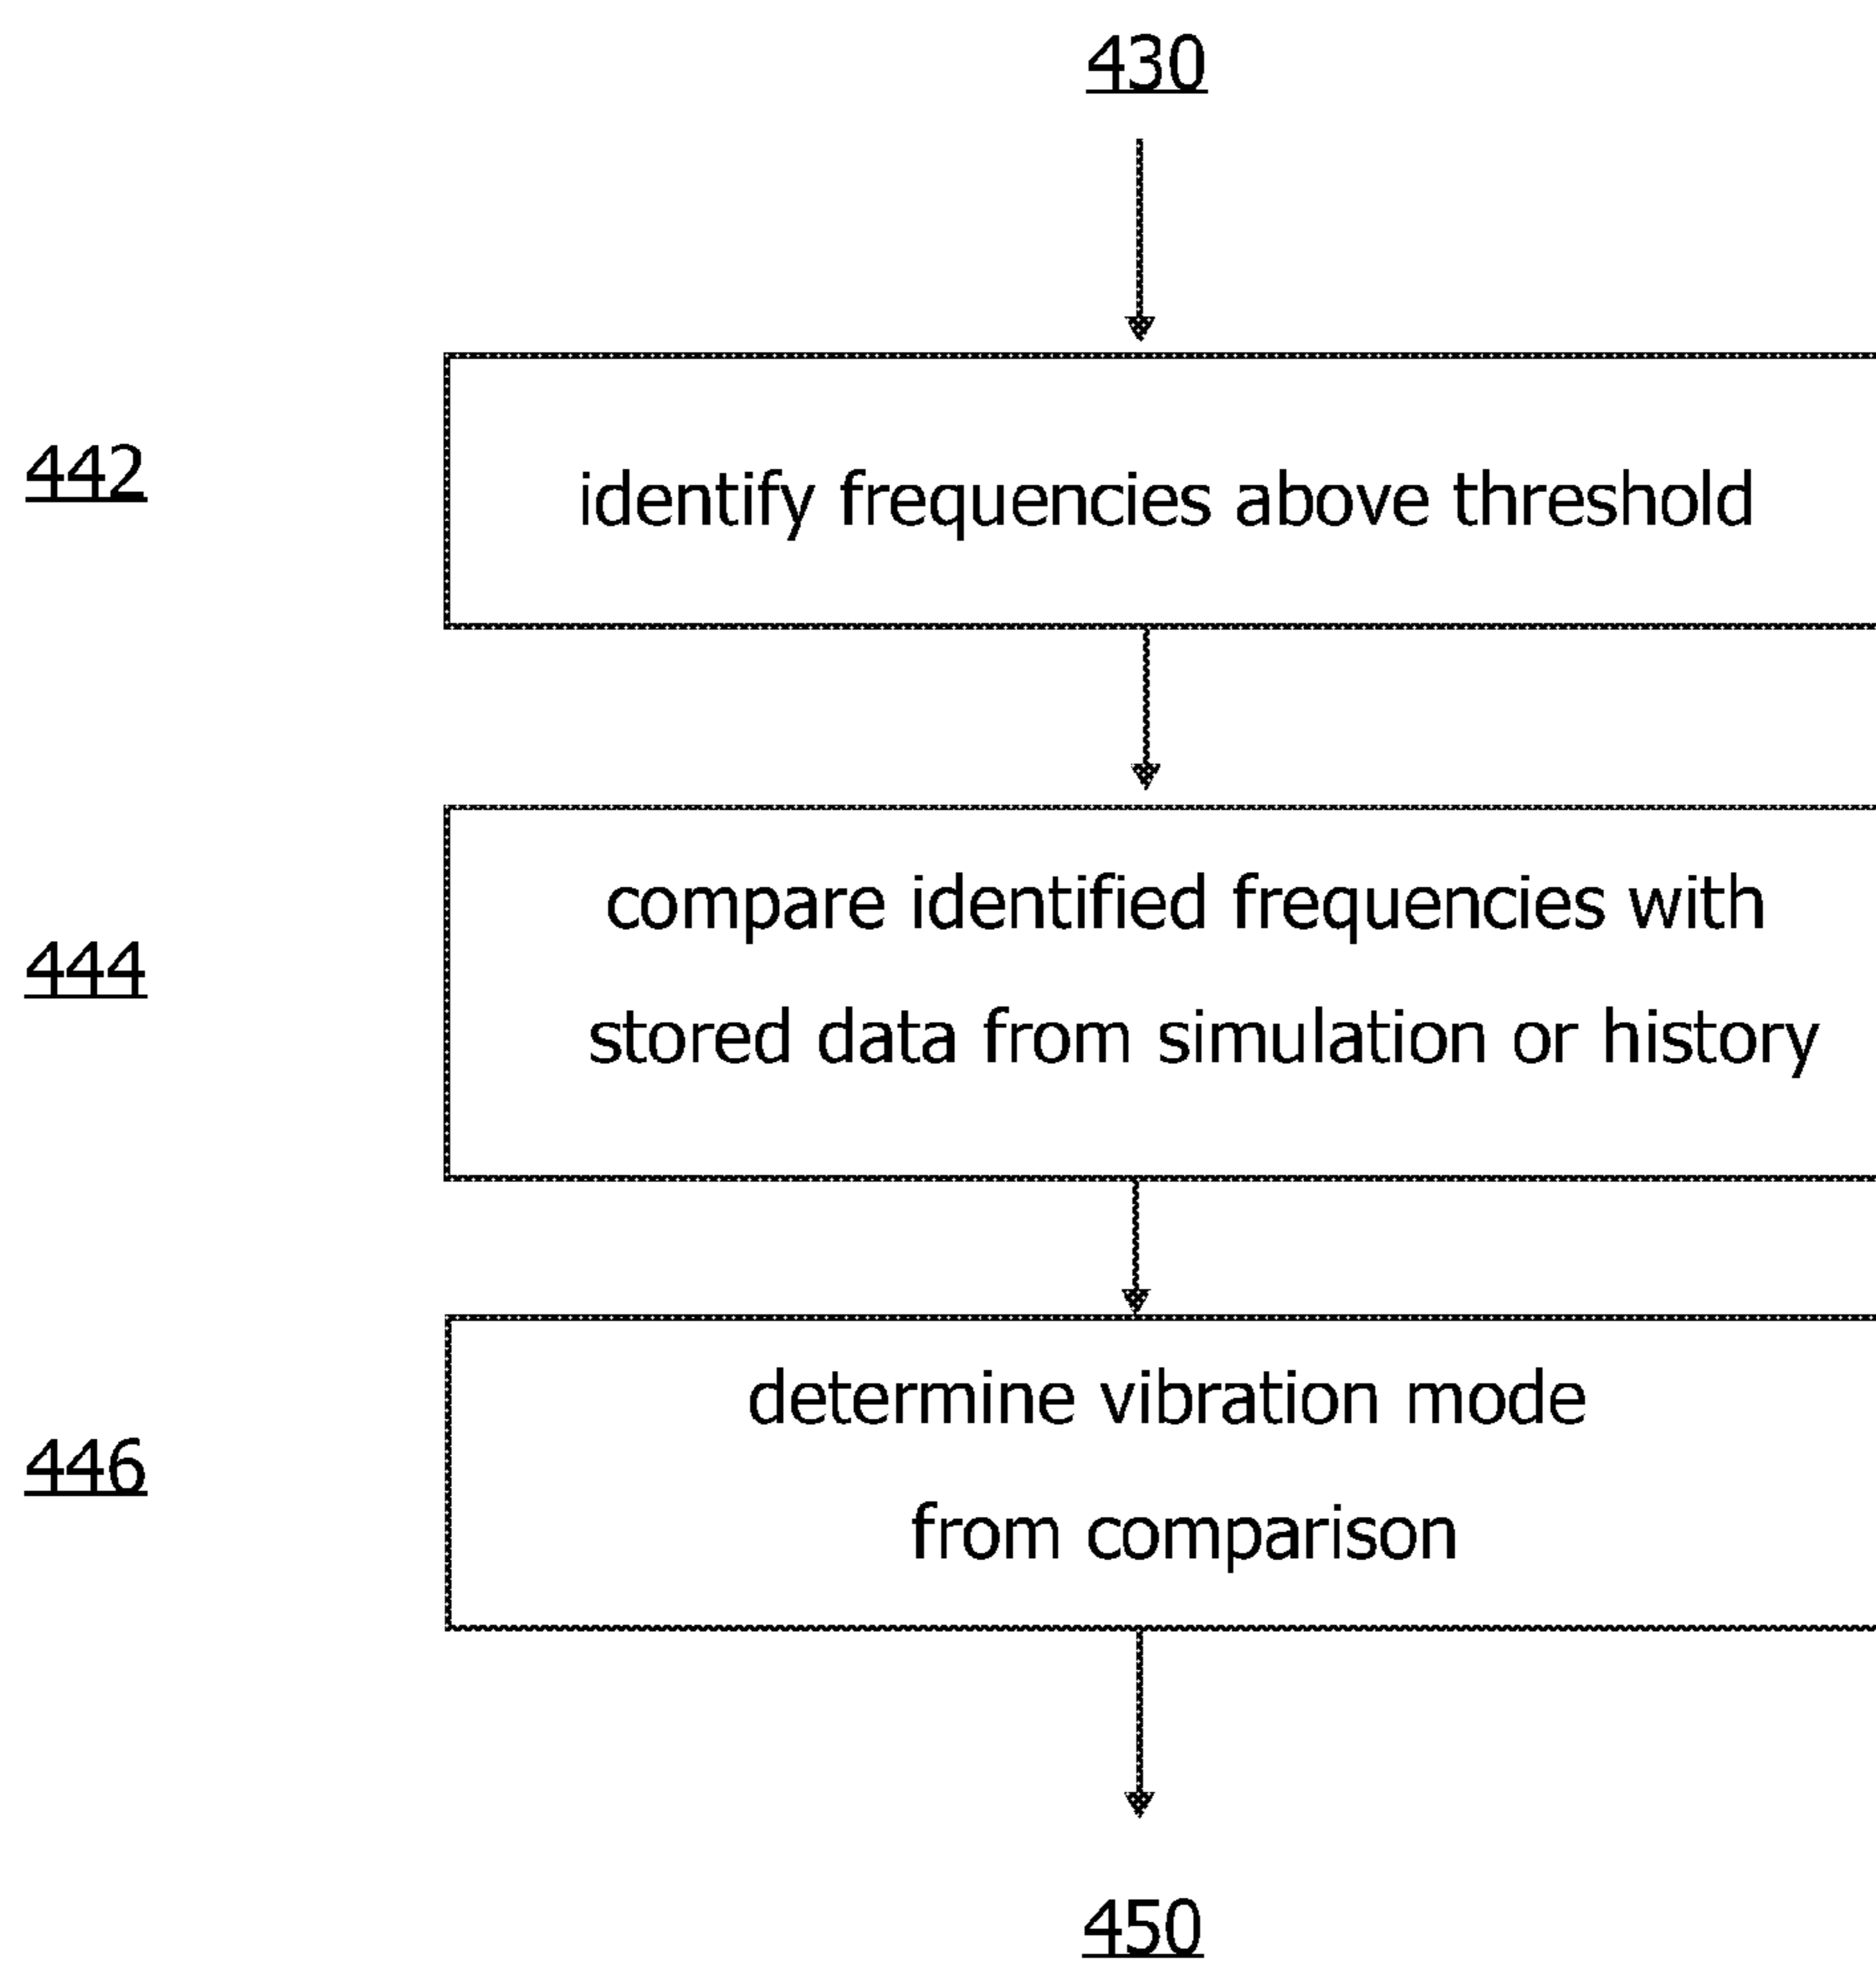 430
442
identify frequencies above threshold
444
compare identified frequencies with
stored data from simulation or history
446
determine vibration mode
from comparison
450